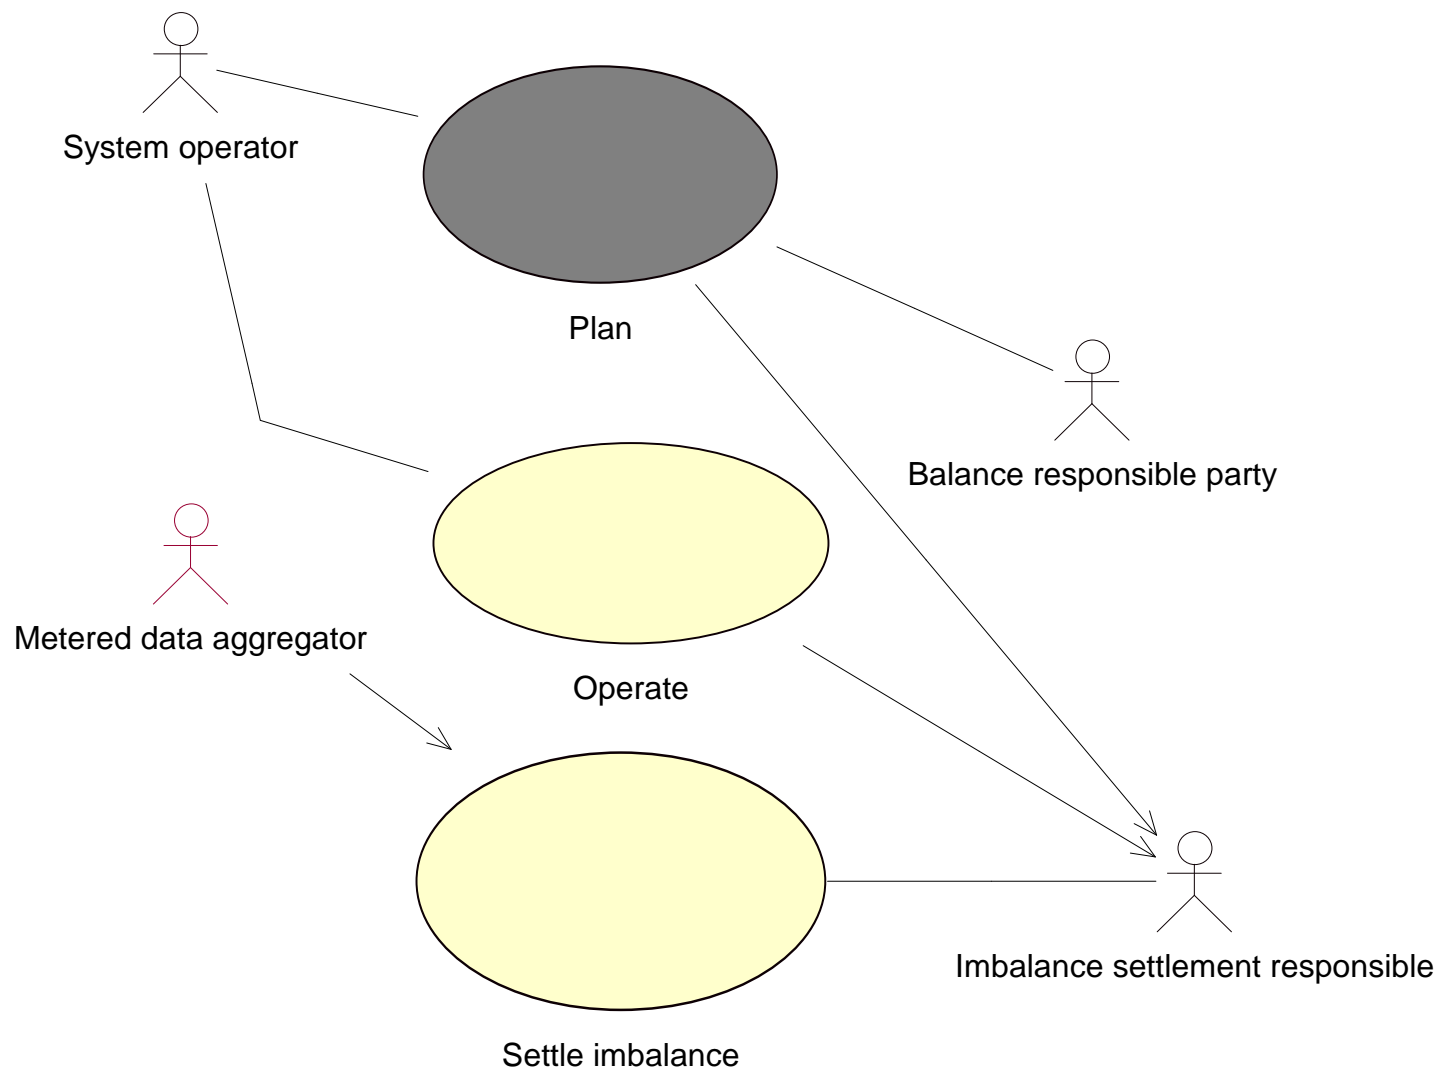 System operator
Plan
Balance responsible party
Metered data aggregator
Operate
Imbalance settlement responsible
Settle imbalance